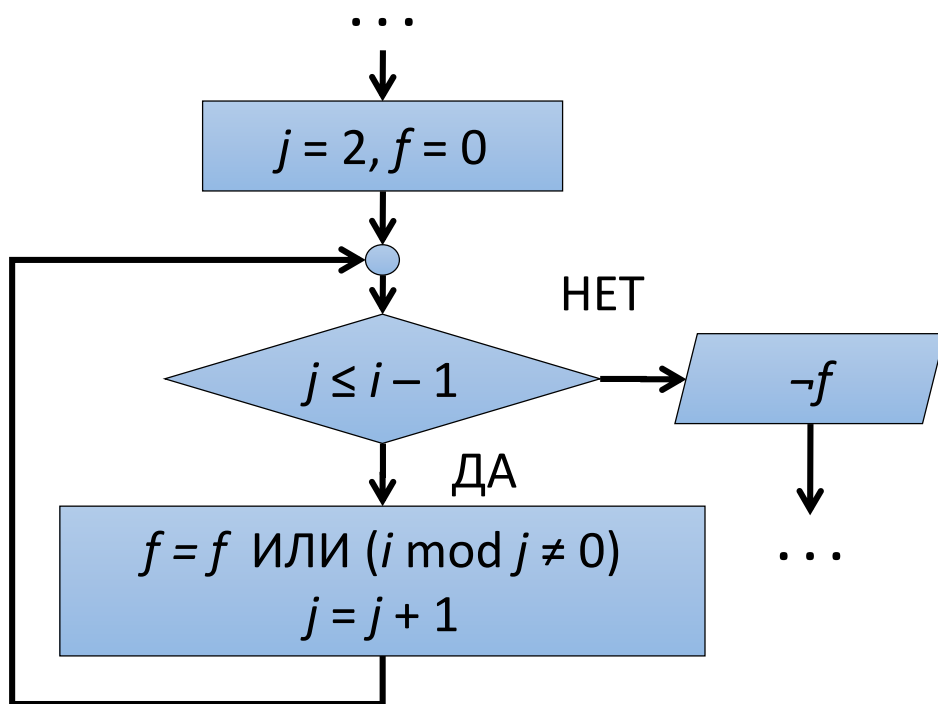 . . .
j = 2, f = 0
НЕТ
j ≤ i – 1
¬f
ДА
. . .
f = f ИЛИ (i mod j ≠ 0)
j = j + 1